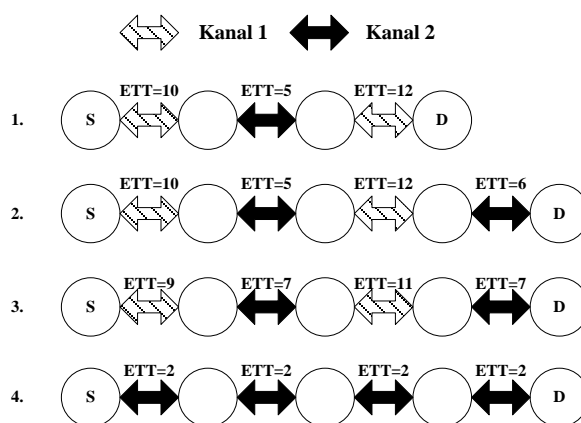 Kanal 1 Kanal 2
ETT=10 ETT=5 ETT=12
1. S D
ETT=10 ETT=5 ETT=12 ETT=6
2. S D
ETT=9 ETT=7 ETT=11 ETT=7
3. S D
ETT=2 ETT=2 ETT=2 ETT=2
4. S D